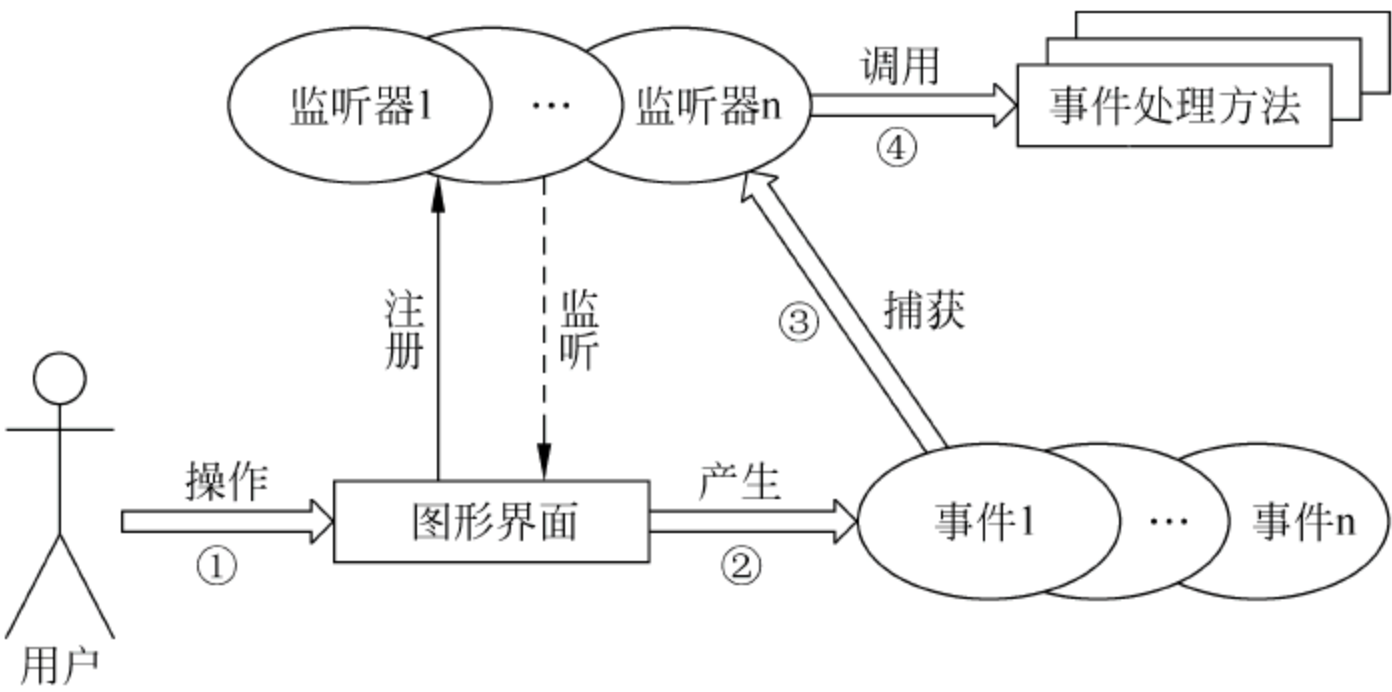 监听器1
…
监听器n
调用
④
事件处理方法
注册
监听
③
捕获
操作
①
图形界面
产生
②
事件1
…
事件n
用户